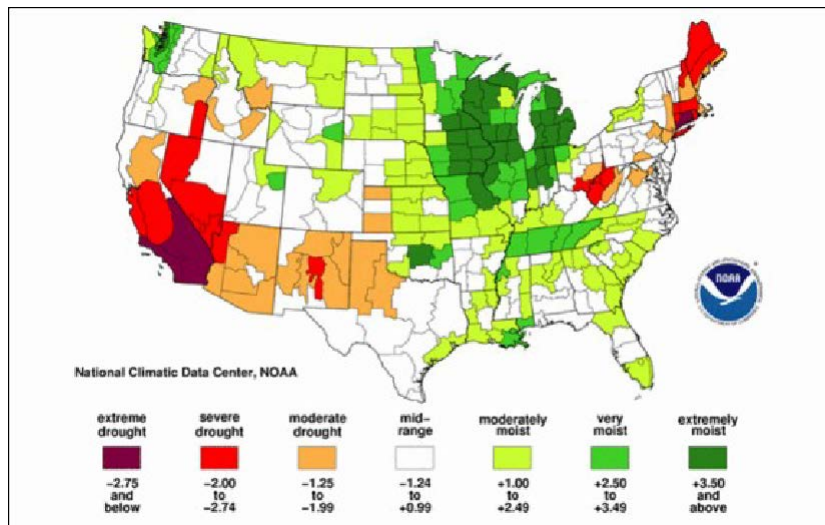 NOAA
National Climatic Data Center, NOAA
extreme drought
severe drought
moderate drought
mid-range
moderately moist
very moist
extremely moist
−2.75 and below
−2.00 to −2.74
−1.25 to −1.99
−1.24 to +0.99
+1.00 to +2.49
+2.50 to +3.49
+3.50 and above